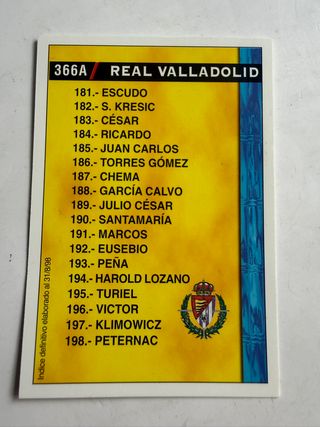 366A / REAL VALLADOLID
181.- ESCUDO
182.- S. KRESIC
183.- CÉSAR
184.- RICARDO
185.- JUAN CARLOS
186.- TORRES GÓMEZ
187.- CHEMA
188.- GARCÍA CALVO
189.- JULIO CÉSAR
190.- SANTAMARÍA
191.- MARCOS
192.- EUSEBIO
193.- PEÑA
194.- HAROLD LOZANO
195.- TURIEL
196.- VICTOR
197.- KLIMOWICZ
198.- PETERNAC
Indice definitivo elaborado al 31/8/98